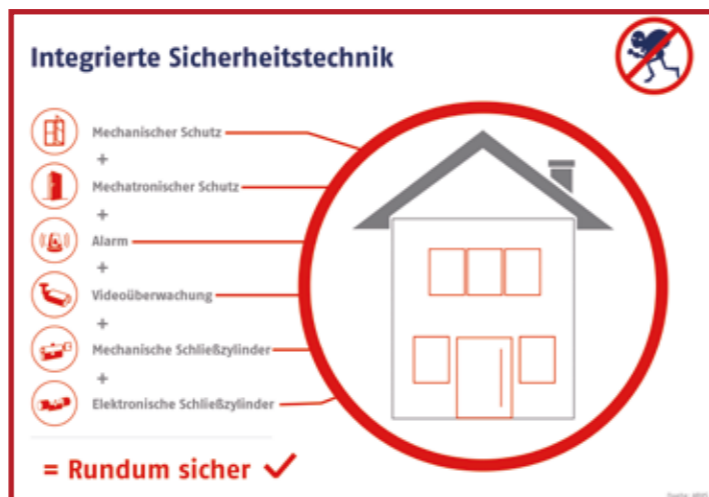 Integrierte Sicherheitstechnik
Mechanischer Schutz
+
Mechatronischer Schutz
+
Alarm
+
Videoüberwachung
+
Mechanische Schließzylinder
+
Elektronische Schließzylinder
= Rundum sicher ✓